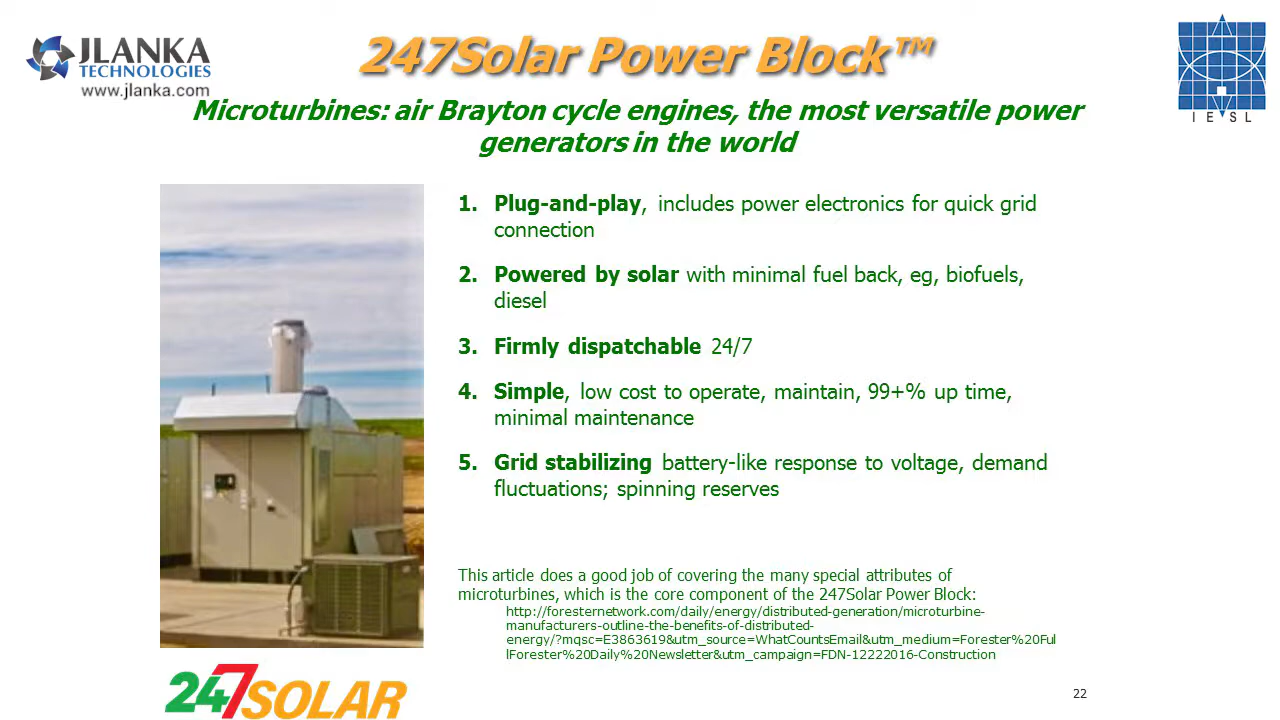 JLANKA
TECHNOLOGIES
www.jlanka.com
247Solar Power Block™
IESL
Microturbines: air Brayton cycle engines, the most versatile power
generators in the world
1. Plug-and-play, includes power electronics for quick grid
connection
2. Powered by solar with minimal fuel back, eg, biofuels,
diesel
3. Firmly dispatchable 24/7
4. Simple, low cost to operate, maintain, 99+% up time,
minimal maintenance
5. Grid stabilizing battery-like response to voltage, demand
fluctuations; spinning reserves
This article does a good job of covering the many special attributes of
microturbines, which is the core component of the 247Solar Power Block:
http://foresternetwork.com/daily/energy/distributed-generation/microturbine-
manufacturers-outline-the-benefits-of-distributed-
energy/?mqsc=E3863619&utm_source=WhatCountsEmail&utm_medium=Forester%20Ful
lForester%20Daily%20Newsletter&utm_campaign=FDN-12222016-Construction
247SOLAR
22